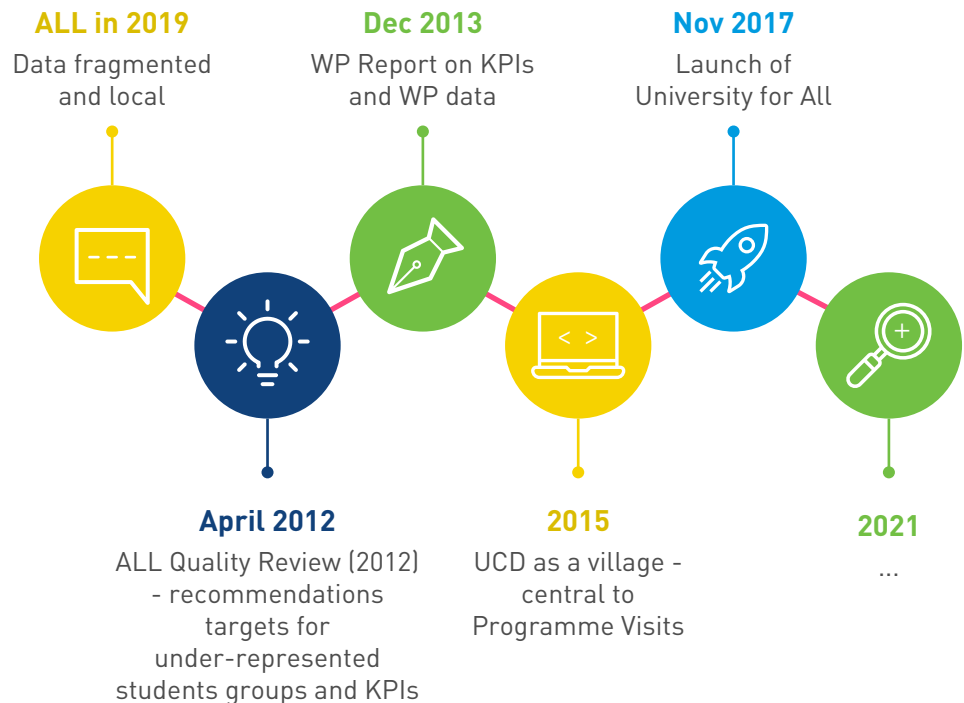 ALL in 2019
Data fragmented
and local
April 2012
ALL Quality Review (2012)
- recommendations
targets for
under-represented
students groups and KPIs
Dec 2013
WP Report on KPIs
and WP data
2015
UCD as a village -
central to
Programme Visits
Nov 2017
Launch of
University for All
2021
...